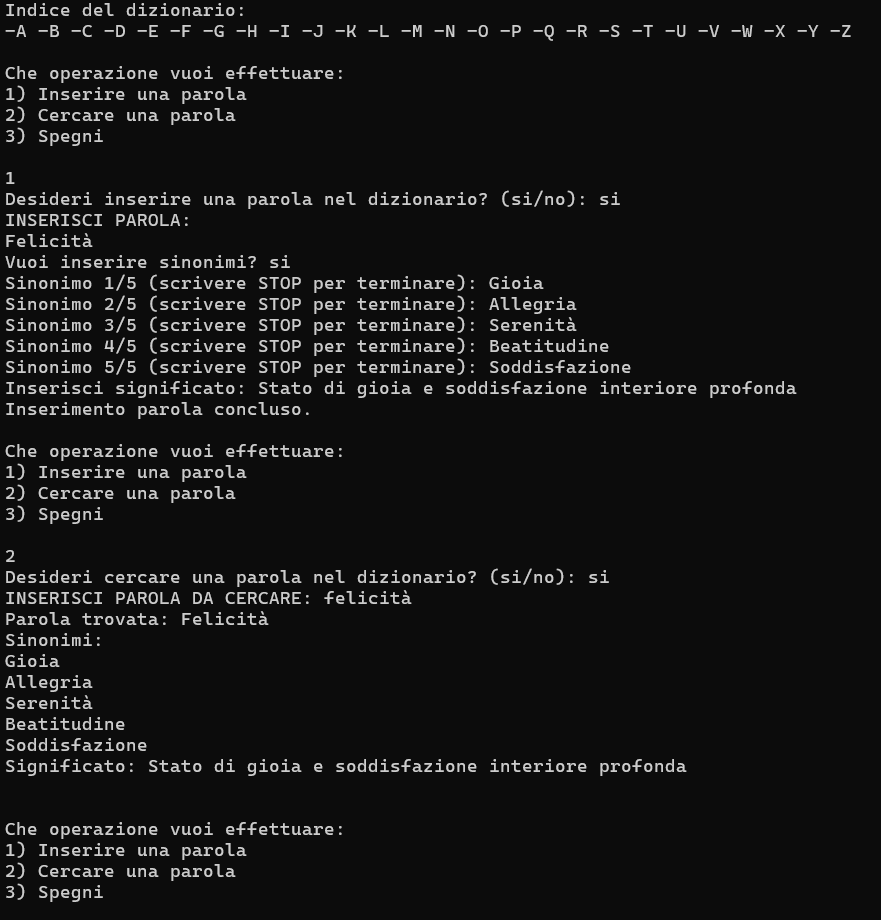 Indice del dizionario:
-A -B -C -D -E -F -G -H -I -J -K -L -M -N -O -P -Q -R -S -T -U -V -W -X -Y -Z
Che operazione vuoi effettuare:
1) Inserire una parola
2) Cercare una parola
3) Spegni
1
Desideri inserire una parola nel dizionario? (si/no): si
INSERISCI PAROLA:
Felicità
Vuoi inserire sinonimi? si
Sinonimo 1/5 (scrivere STOP per terminare): Gioia
Sinonimo 2/5 (scrivere STOP per terminare): Allegria
Sinonimo 3/5 (scrivere STOP per terminare): Serenità
Sinonimo 4/5 (scrivere STOP per terminare): Beatitudine
Sinonimo 5/5 (scrivere STOP per terminare): Soddisfazione
Inserisci significato: Stato di gioia e soddisfazione interiore profonda
Inserimento parola concluso.
Che operazione vuoi effettuare:
1) Inserire una parola
2) Cercare una parola
3) Spegni
2
Desideri cercare una parola nel dizionario? (si/no): si
INSERISCI PAROLA DA CERCARE: felicità
Parola trovata: Felicità
Sinonimi:
Gioia
Allegria
Serenità
Beatitudine
Soddisfazione
Significato: Stato di gioia e soddisfazione interiore profonda
Che operazione vuoi effettuare:
1) Inserire una parola
2) Cercare una parola
3) Spegni